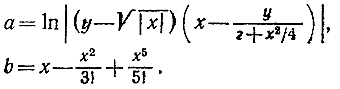 a = ln | (y - √|x|) ( x - y / (z + x²/4) ) |,
b = x - x²/3! + x⁵/5! .